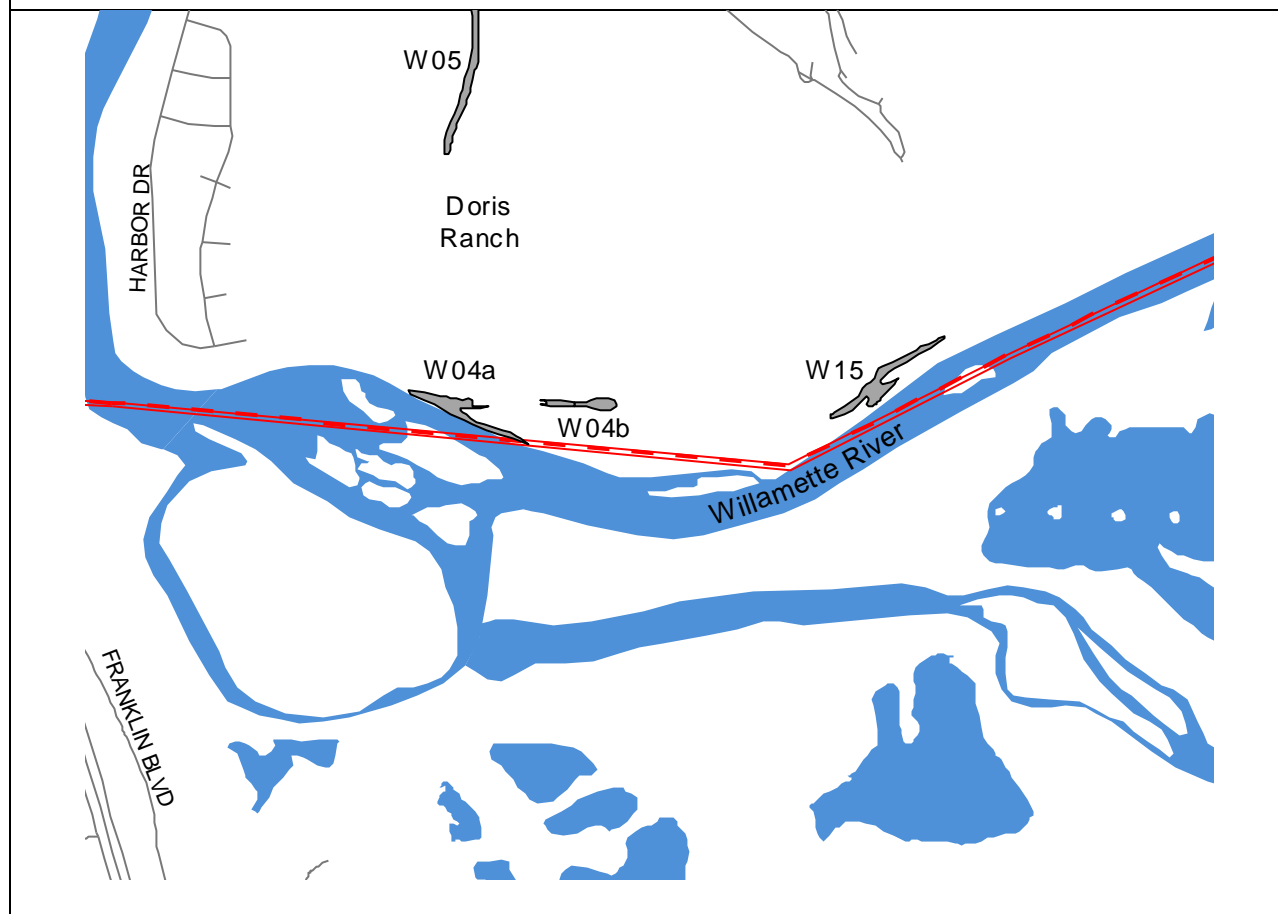 W05
HARBOR DR
Doris
Ranch
W04a
W15
W04b
Willamette River
FRANKLIN BLVD